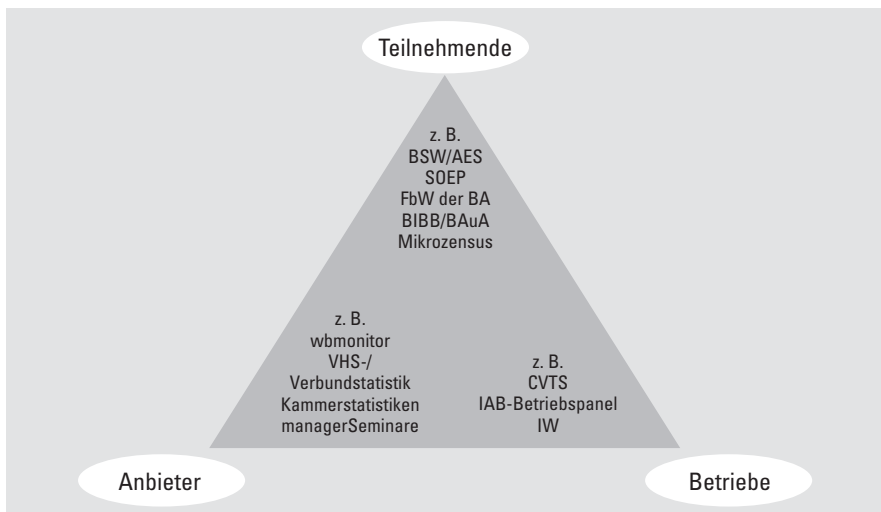 Teilnehmende
z. B.
BSW/AES
SOEP
FbW der BA
BIBB/BAuA
Mikrozensus
z. B.
wbmonitor
VHS-/
Verbundstatistik
Kammerstatistiken
managerSeminare
z. B.
CVTS
IAB-Betriebspanel
IW
Anbieter
Betriebe